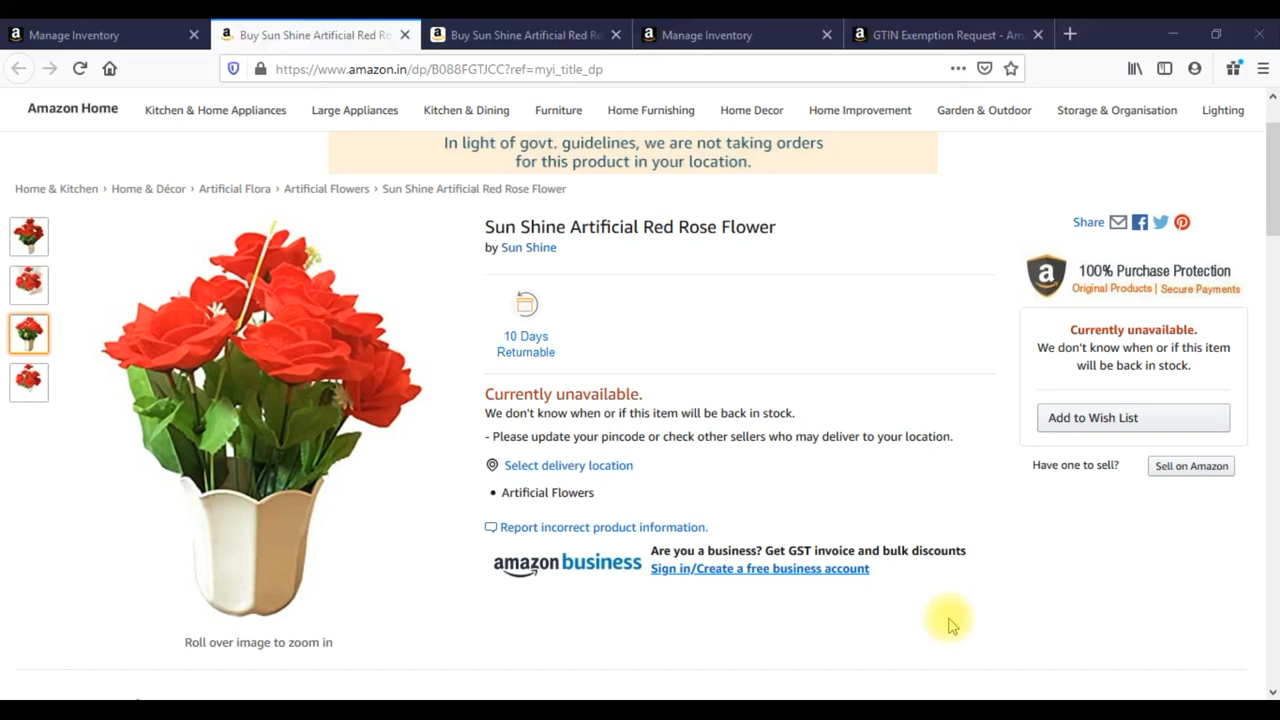 Manage Inventory
Buy Sun Shine Artificial Red Ro
Buy Sun Shine Artificial Red Ro
Manage Inventory
GTIN Exemption Request - Am
https://www.amazon.in/dp/B088FGTJCC?ref=myi_title_dp
Amazon Home
Kitchen & Home Appliances
Large Appliances
Kitchen & Dining
Furniture
Home Furnishing
Home Decor
Home Improvement
Garden & Outdoor
Storage & Organisation
Lighting
In light of govt. guidelines, we are not taking orders
for this product in your location.
Home & Kitchen › Home & Décor › Artificial Flora › Artificial Flowers › Sun Shine Artificial Red Rose Flower
Sun Shine Artificial Red Rose Flower
by Sun Shine
10 Days
Returnable
Currently unavailable.
We don't know when or if this item will be back in stock.
- Please update your pincode or check other sellers who may deliver to your location.
Select delivery location
• Artificial Flowers
Report incorrect product information.
amazon business
Are you a business? Get GST invoice and bulk discounts
Sign in/Create a free business account
Roll over image to zoom in
Share
100% Purchase Protection
Original Products | Secure Payments
Currently unavailable.
We don't know when or if this item
will be back in stock.
Add to Wish List
Have one to sell?
Sell on Amazon